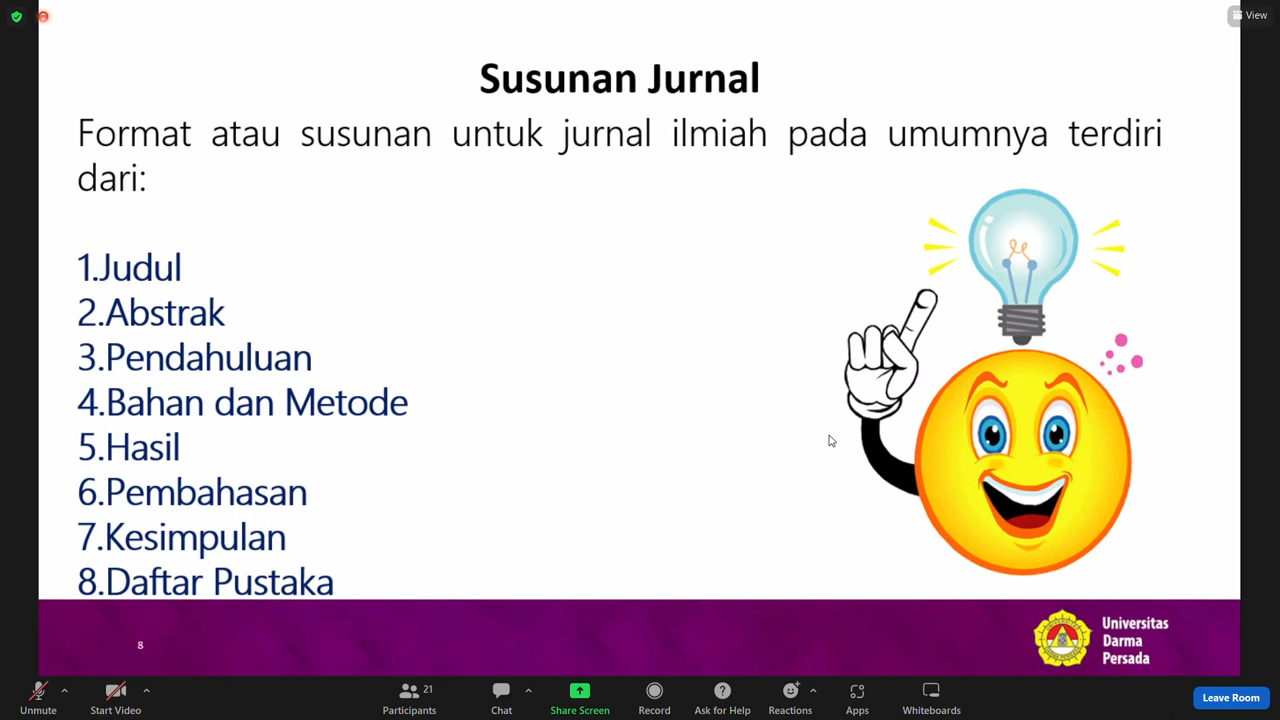 View
Susunan Jurnal
Format atau susunan untuk jurnal ilmiah pada umumnya terdiri
dari:
1.Judul
2.Abstrak
3.Pendahuluan
4.Bahan dan Metode
5.Hasil
6.Pembahasan
7.Kesimpulan
8.Daftar Pustaka
8
Universitas
Darma
Persada
21
Unmute
Start Video
Participants
Chat
Share Screen
Record
Ask for Help
Reactions
Apps
Whiteboards
Leave Room